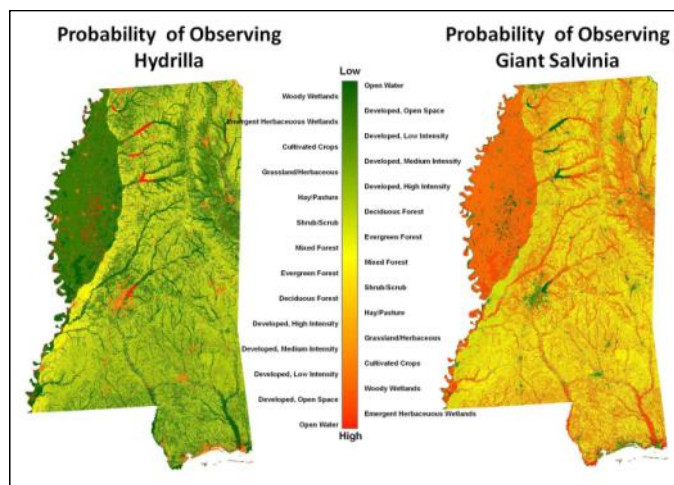 Probability of Observing
Hydrilla
Probability of Observing
Giant Salvinia
Low
Woody Wetlands
Emergent Herbaceuous Wetlands
Cultivated Crops
Grassland/Herbaceous
Hay/Pasture
Shrub/Scrub
Mixed Forest
Evergreen Forest
Deciduous Forest
Developed, High Intensity
Developed, Medium Intensity
Developed, Low Intensity
Developed, Open Space
Open Water
Open Water
Developed, Open Space
Developed, Low Intensity
Developed, Medium Intensity
Developed, High Intensity
Deciduous Forest
Evergreen Forest
Mixed Forest
Shrub/Scrub
Hay/Pasture
Grassland/Herbaceous
Cultivated Crops
Woody Wetlands
Emergent Herbaceuous Wetlands
High